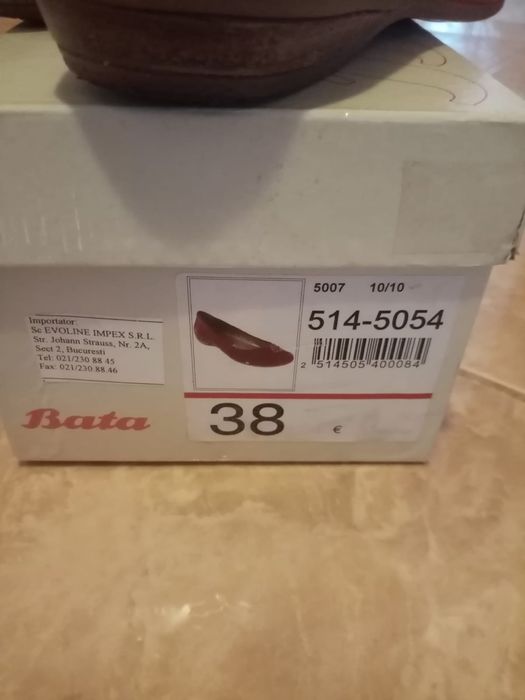 5007 10/10
514-5054
2 514505 400084
38
€
Importator:
Sc EVOLINE IMPEX S.R.L.
Str. Johann Strauss, Nr. 2A,
Sect 2, Bucuresti
Tel: 021/230 88 45
Fax: 021/230 88.46
Bata